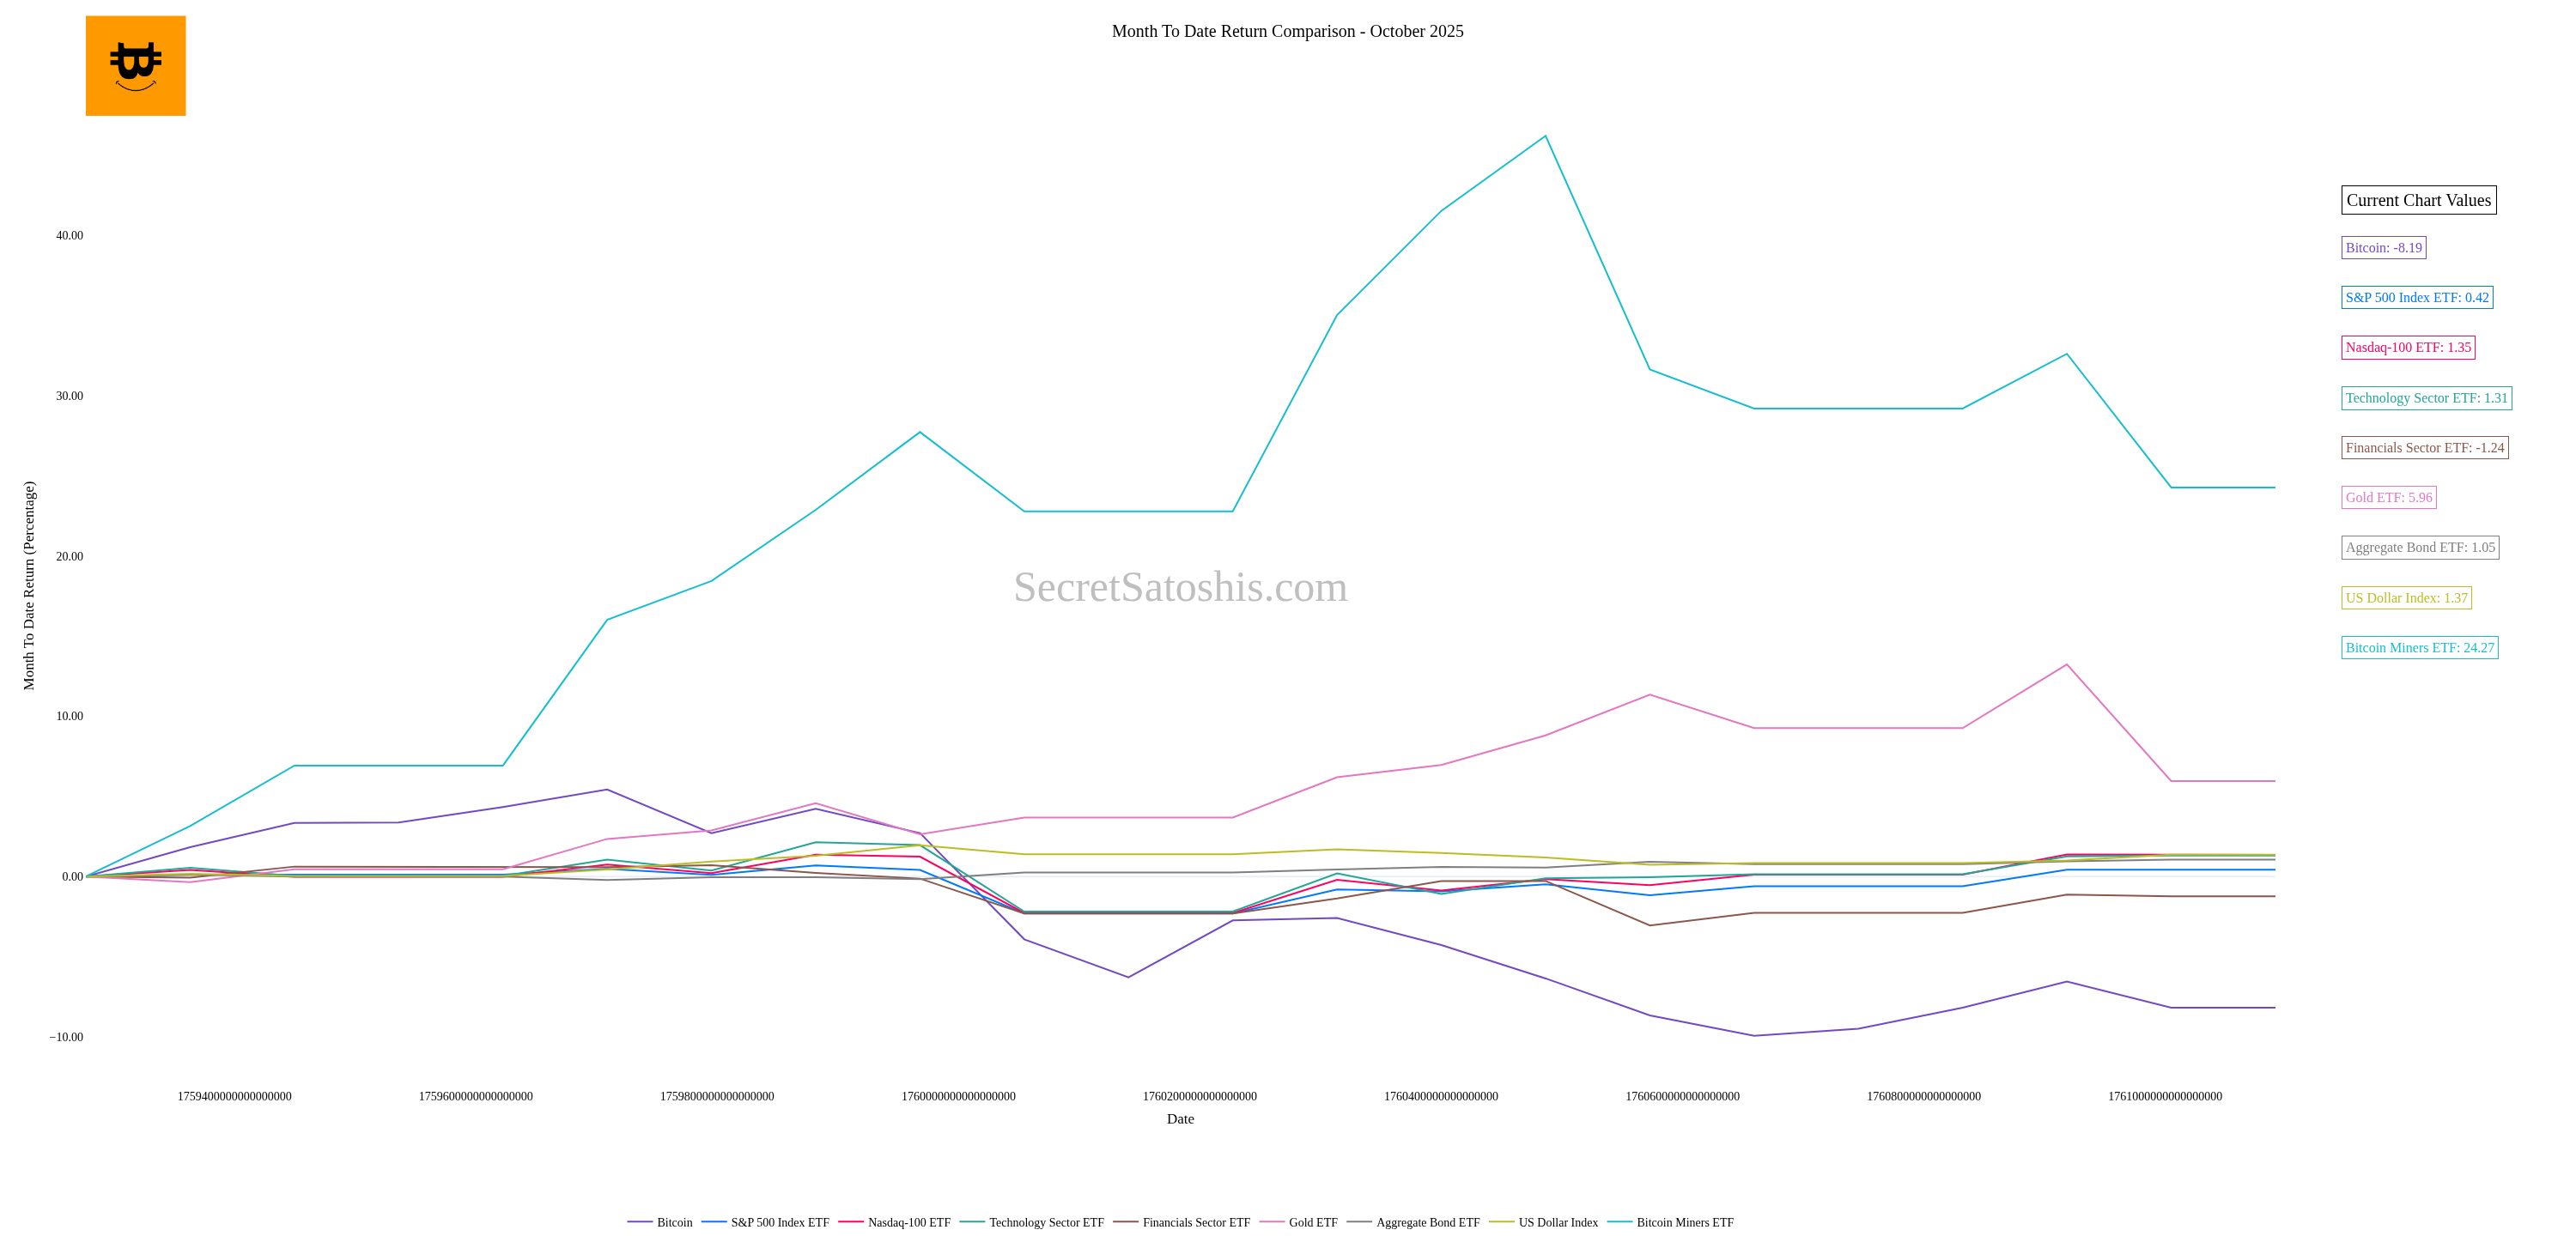 Month To Date Return Comparison - October 2025
Current Chart Values
Bitcoin: -8.19
S&P 500 Index ETF: 0.42
Nasdaq-100 ETF: 1.35
Technology Sector ETF: 1.31
Financials Sector ETF: -1.24
Gold ETF: 5.96
Aggregate Bond ETF: 1.05
US Dollar Index: 1.37
Bitcoin Miners ETF: 24.27
Month To Date Return (Percentage)
40.00
30.00
20.00
10.00
0.00
−10.00
SecretSatoshis.com
1759400000000000000 1759600000000000000 1759800000000000000 1760000000000000000 1760200000000000000 1760400000000000000 1760600000000000000 1760800000000000000 1761000000000000000
Date
Bitcoin S&P 500 Index ETF Nasdaq-100 ETF Technology Sector ETF Financials Sector ETF Gold ETF Aggregate Bond ETF US Dollar Index Bitcoin Miners ETF